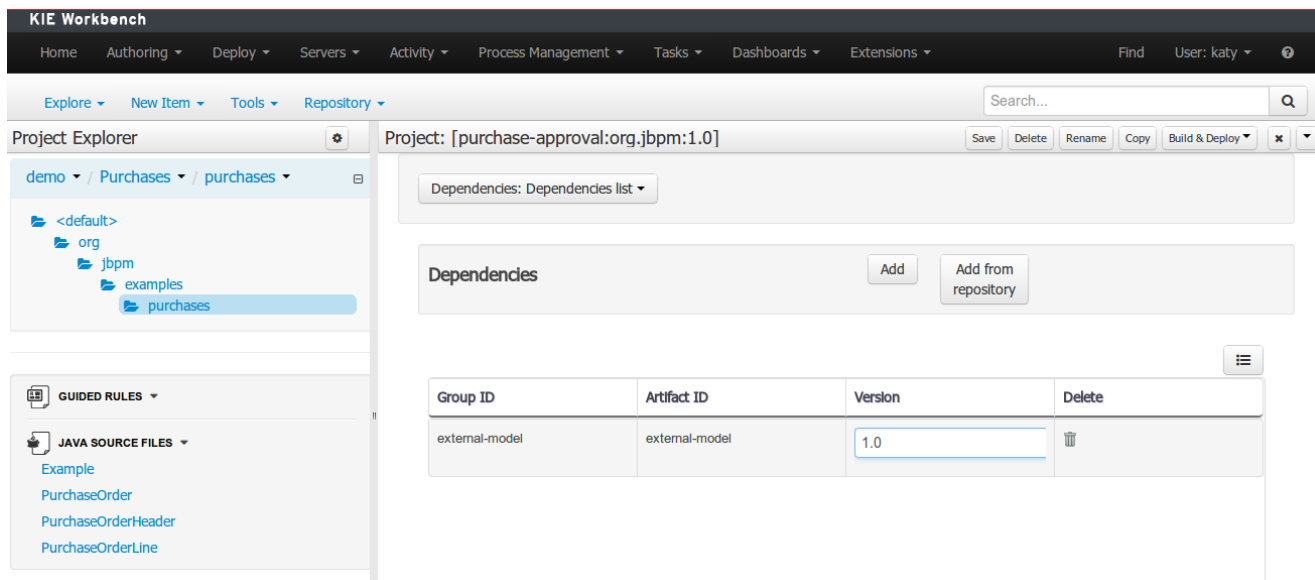 KIE Workbench
Home Authoring Deploy Servers Activity Process Management Tasks Dashboards Extensions Find User: katy
Explore New Item Tools Repository Search...
Project Explorer
Project: [purchase-approval:org.jbpm:1.0] Save Delete Rename Copy Build & Deploy
demo / Purchases / purchases
<default>
org
jbpm
examples
purchases
GUIDED RULES
JAVA SOURCE FILES
Example
PurchaseOrder
PurchaseOrderHeader
PurchaseOrderLine
Dependencies: Dependencies list
Dependencies Add Add from
repository
Group ID Artifact ID Version Delete
external-model external-model 1.0